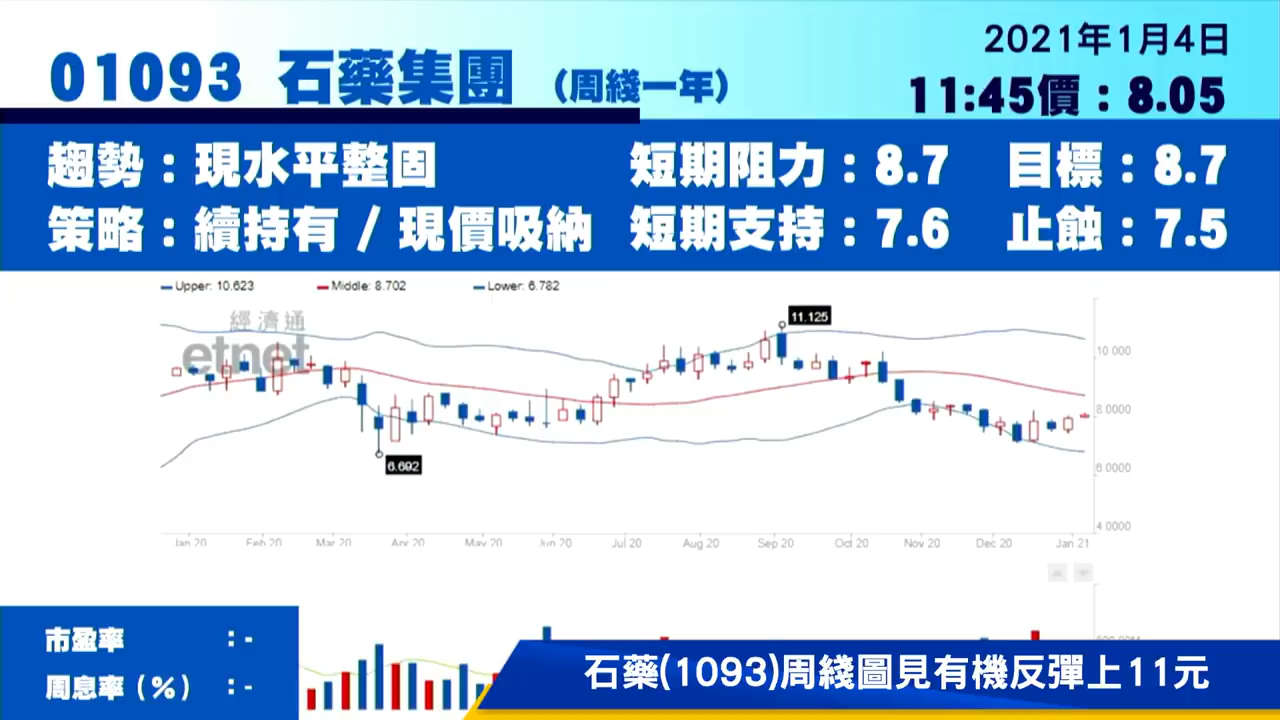 01093 石藥集團 (周綫一年)
2021年1月4日
11:45價：8.05
趨勢：現水平整固
短期阻力：8.7
目標：8.7
策略：續持有 / 現價吸納
短期支持：7.6
止蝕：7.5
Upper: 10.623 Middle: 8.702 Lower: 6.782
經濟通
etnet
11.125
6.692
10.000
8.0000
6.0000
4.0000
Jan 20 Feb 20 Mar 20 Apr 20 May 20 Jun 20 Jul 20 Aug 20 Sep 20 Oct 20 Nov 20 Dec 20 Jan 21
市盈率 ：-
周息率（%）：-
石藥(1093)周綫圖見有機反彈上11元